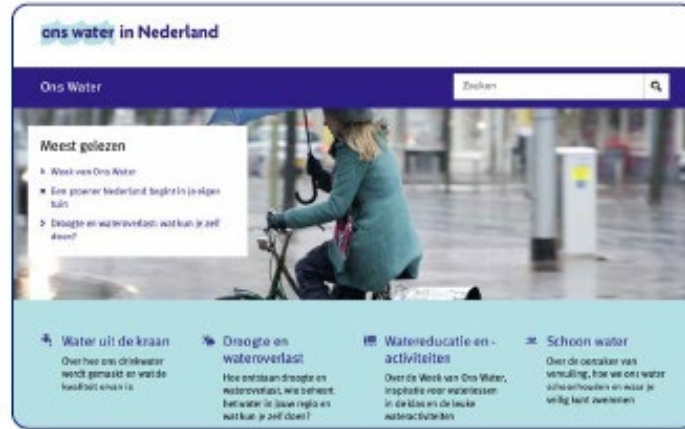 ons water in Nederland
Ons Water
Zoeken
Meest gelezen
Week van Ons Water
Een groener Nederland begint in je eigen
tuin
Droogte en wateroverlast: wat kun je zelf
doen?
Water uit de kraan
Over hoe ons drinkwater
wordt gemaakt en wat de
kwaliteit ervan is
Droogte en
wateroverlast
Hoe ontstaan droogte en
wateroverlast, wie beheert
het water in jouw regio en
wat kun je zelf doen?
Watereducatie en -
activiteiten
Over de Week van Ons Water,
inspiratie voor waterlessen
in de klas en de leuke
wateractiviteiten
Schoon water
Over de oorzaken van
vervuiling, hoe we ons water
schoonhouden en waar je
veilig kunt zwemmen